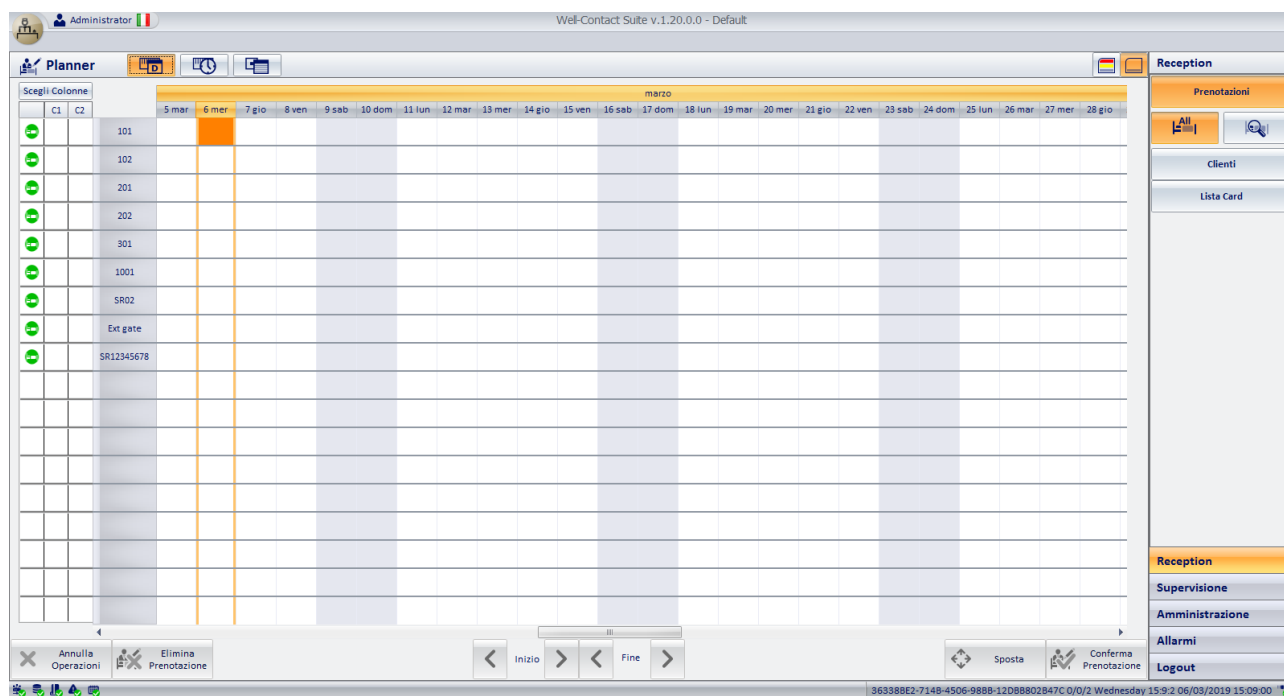 Administrator Well-Contact Suite v.1.20.0.0 - Default
Planner D Reception
Scegli Colonne marzo Prenotazioni
C1 C2 5 mar 6 mer 7 gio 8 ven 9 sab 10 dom 11 lun 12 mar 13 mer 14 gio 15 ven 16 sab 17 dom 18 lun 19 mar 20 mer 21 gio 22 ven 23 sab 24 dom 25 lun 26 mar 27 mer 28 gio
101 All
102 Clienti
201 Lista Card
202
301
1001
SR02
Ext gate
SR12345678
Reception
Supervisione
Amministrazione
Allarmi
Annulla Operazioni Elimina Prenotazione Inizio Fine Sposta Conferma Prenotazione
Logout
363388E2-714B-4506-98BB-12DB8802B47C 0/0/2 Wednesday 15:9:2 06/03/2019 15:09:00